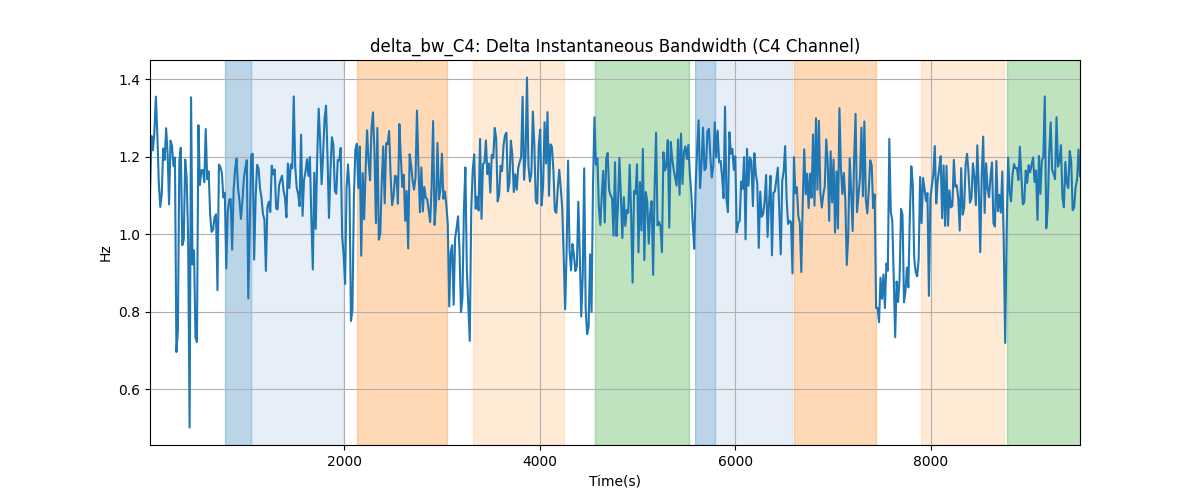 delta_bw_C4: Delta Instantaneous Bandwidth (C4 Channel)
1.4
1.2
1.0
0.8
0.6
Hz
2000 4000 6000 8000
Time(s)